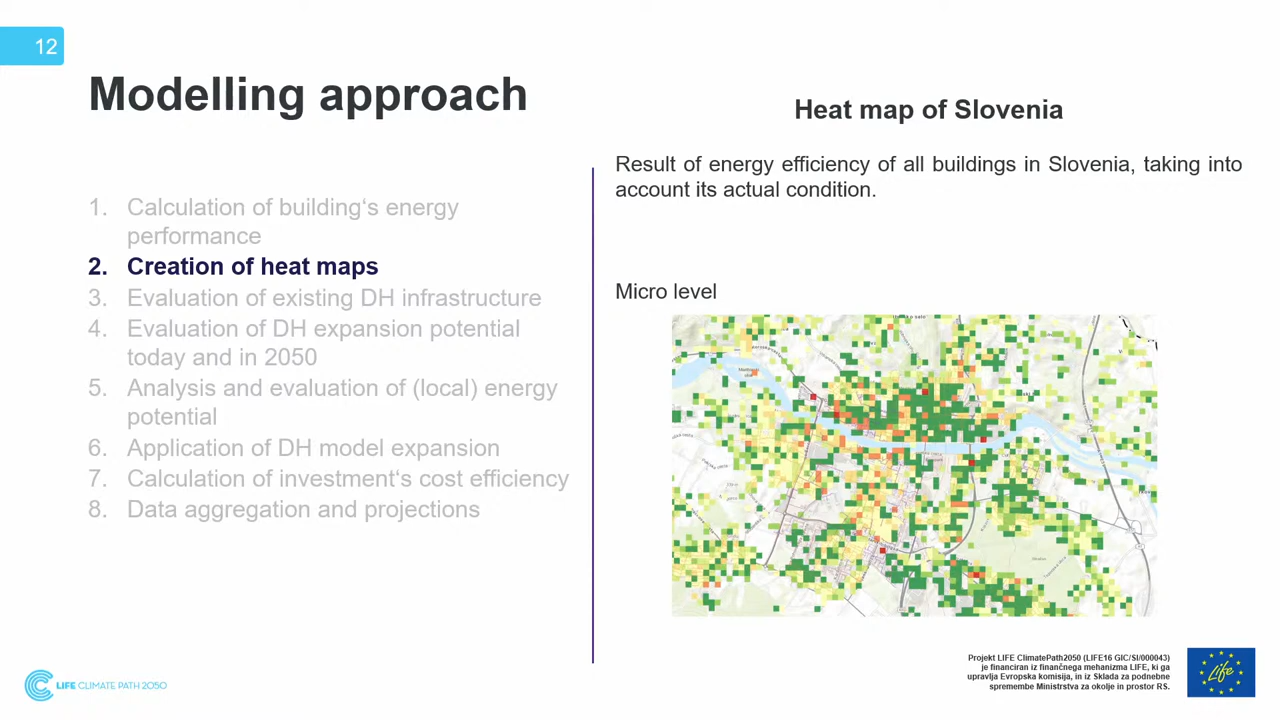 12
Modelling approach
1. Calculation of building‘s energy
performance
2. Creation of heat maps
3. Evaluation of existing DH infrastructure
4. Evaluation of DH expansion potential
today and in 2050
5. Analysis and evaluation of (local) energy
potential
6. Application of DH model expansion
7. Calculation of investment‘s cost efficiency
8. Data aggregation and projections
Heat map of Slovenia
Result of energy efficiency of all buildings in Slovenia, taking into
account its actual condition.
Micro level
LIFE CLIMATE PATH 2050
Projekt LIFE ClimatePath2050 (LIFE16 GIC/SI/000043)
je financiran iz finančnega mehanizma LIFE, ki ga
upravlja Evropska komisija, in iz Sklada za podnebne
spremembe Ministrstva za okolje in prostor RS.
Life